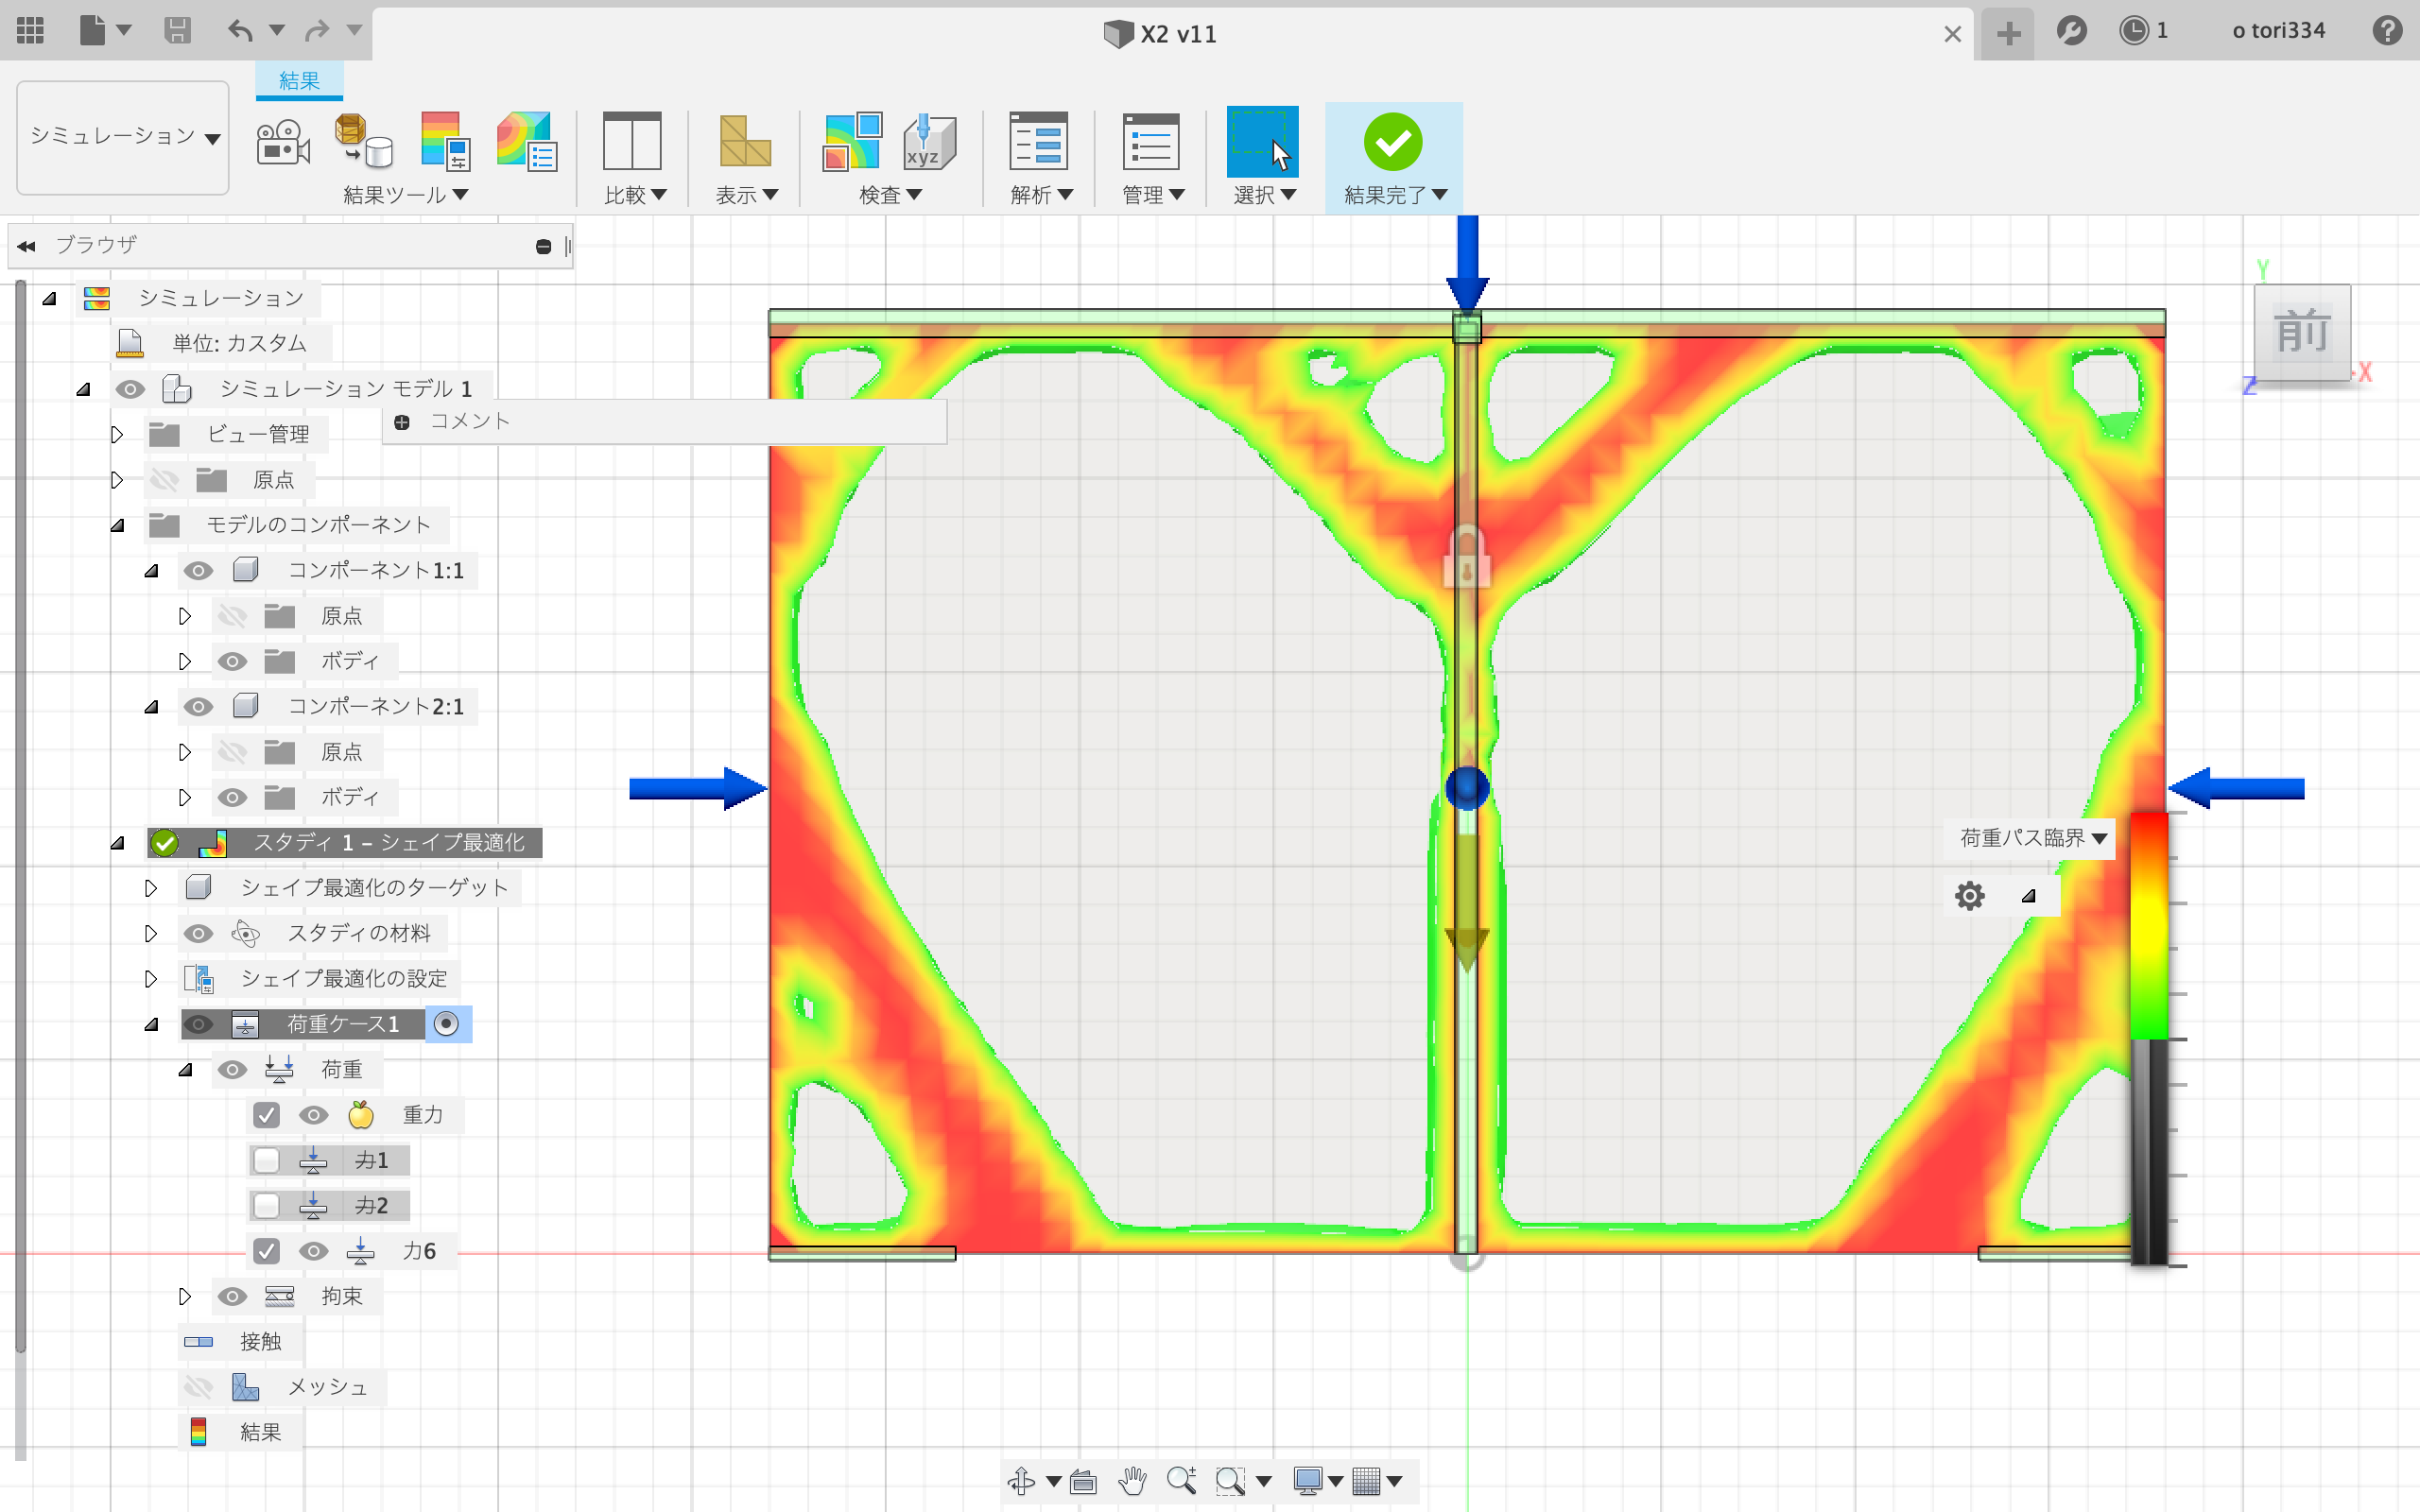 X2 v11
1
o tori334
結果
シミュレーション
結果ツール
比較
表示
xyz
検査
解析
管理
選択
結果完了
ブラウザ
シミュレーション
単位: カスタム
シミュレーション モデル 1
コメント
ビュー管理
原点
モデルのコンポーネント
コンポーネント1:1
原点
ボディ
コンポーネント2:1
原点
ボディ
スタディ 1 – シェイプ最適化
シェイプ最適化のターゲット
スタディの材料
シェイプ最適化の設定
荷重ケース1
荷重
重力
力1
力2
力6
拘束
接触
メッシュ
結果
Y
前
X
Z
荷重パス臨界